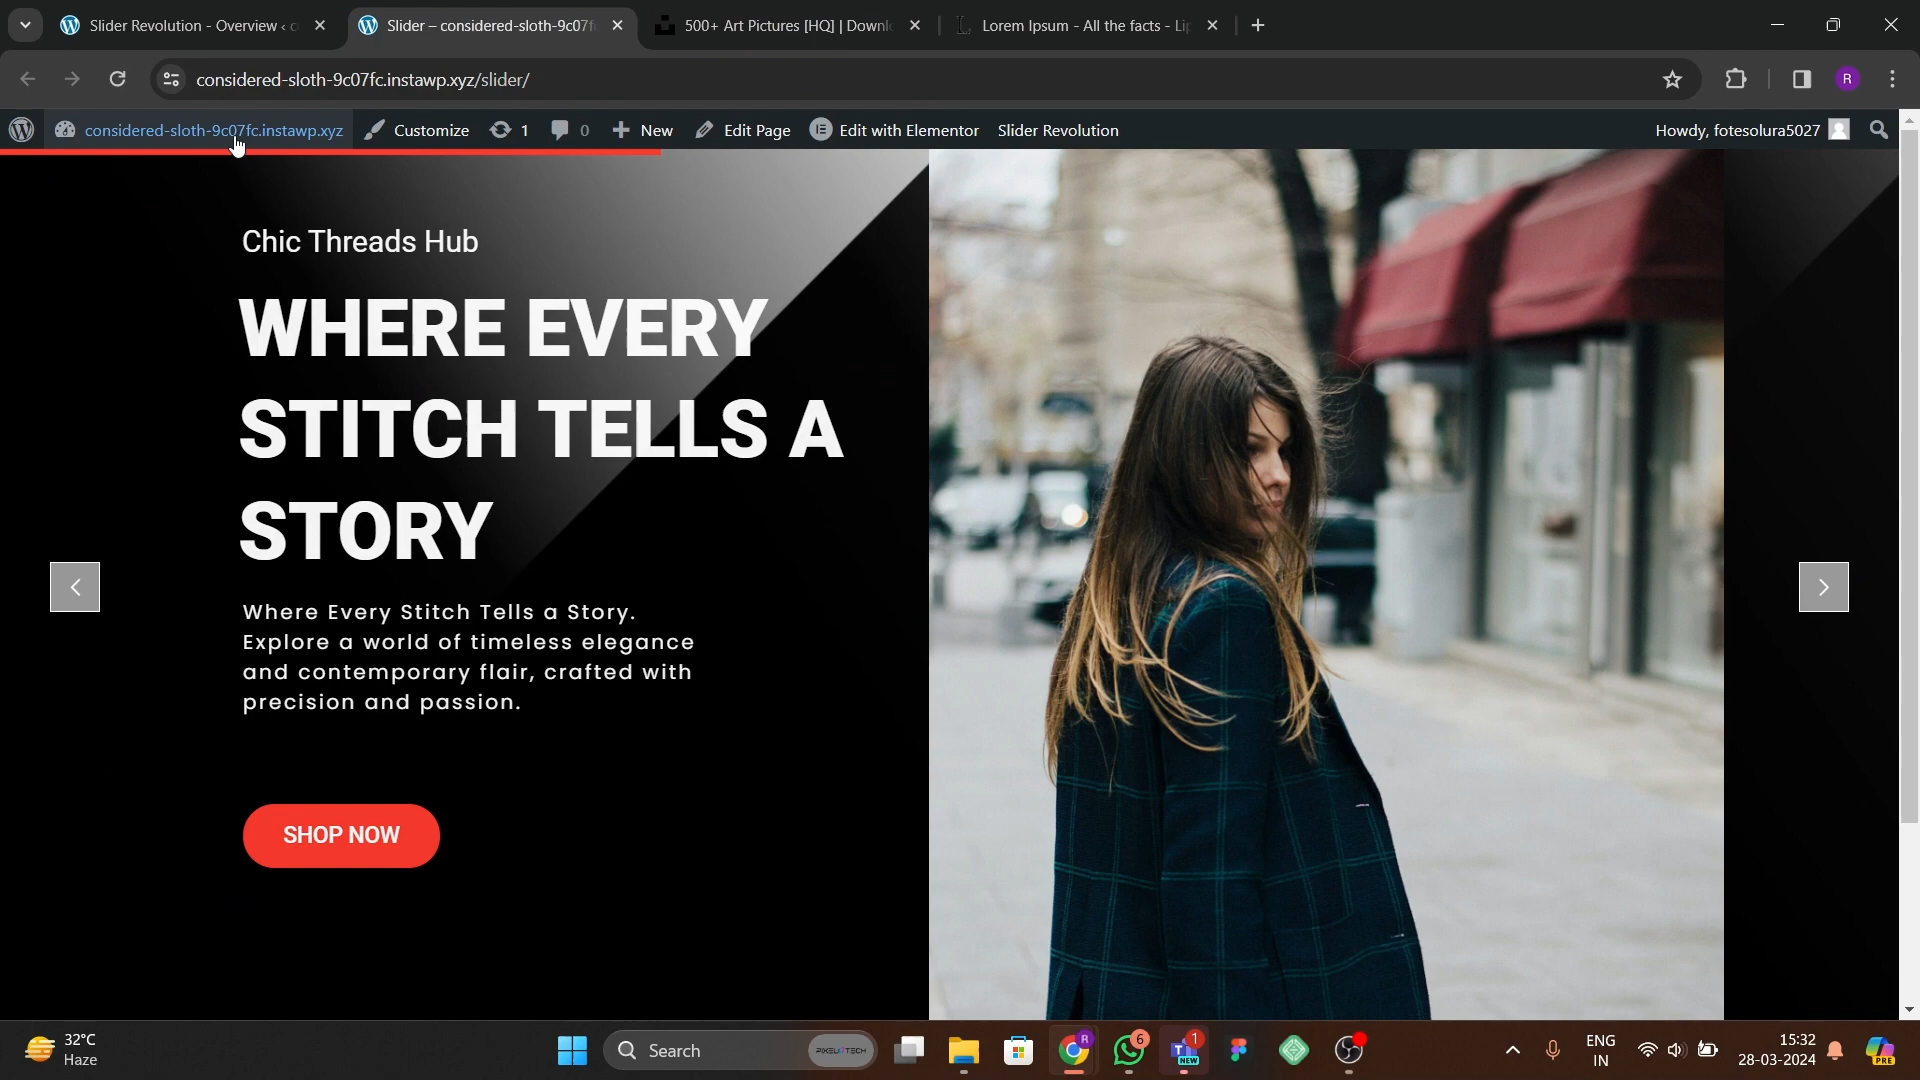 Slider Revolution - Overview ‹
Slider – considered-sloth-9c07f
500+ Art Pictures [HQ] | Downl
Lorem Ipsum - All the facts - Lip
considered-sloth-9c07fc.instawp.xyz/slider/
R
considered-sloth-9c07fc.instawp.xyz
Customize
1
0
New
Edit Page
Edit with Elementor
Slider Revolution
Howdy, fotesolura5027
Chic Threads Hub
WHERE EVERY
STITCH TELLS A
STORY
Where Every Stitch Tells a Story.
Explore a world of timeless elegance
and contemporary flair, crafted with
precision and passion.
SHOP NOW
32°C
Haze
Search
R
6
1
NEW
ENG
IN
15:32
28-03-2024
PRE